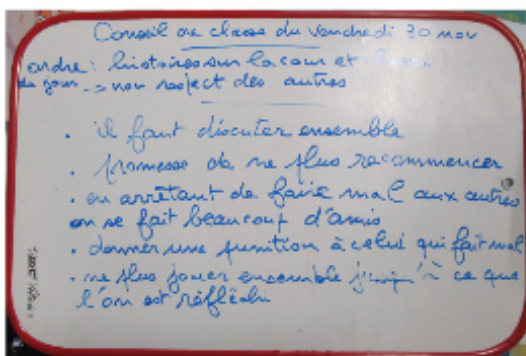 Conseil de classe du vendredi 30 nov
ordre : histoires sur la cour et
du jour -> non respect des autres
. il faut discuter ensemble
. promesse de ne plus recommencer
. en arrêtant de faire mal aux autres
on se fait beaucoup d'amis
. donner une punition à celui qui fait mal
. ne plus jouer ensemble jusqu'à ce que
l'on est réfléchi